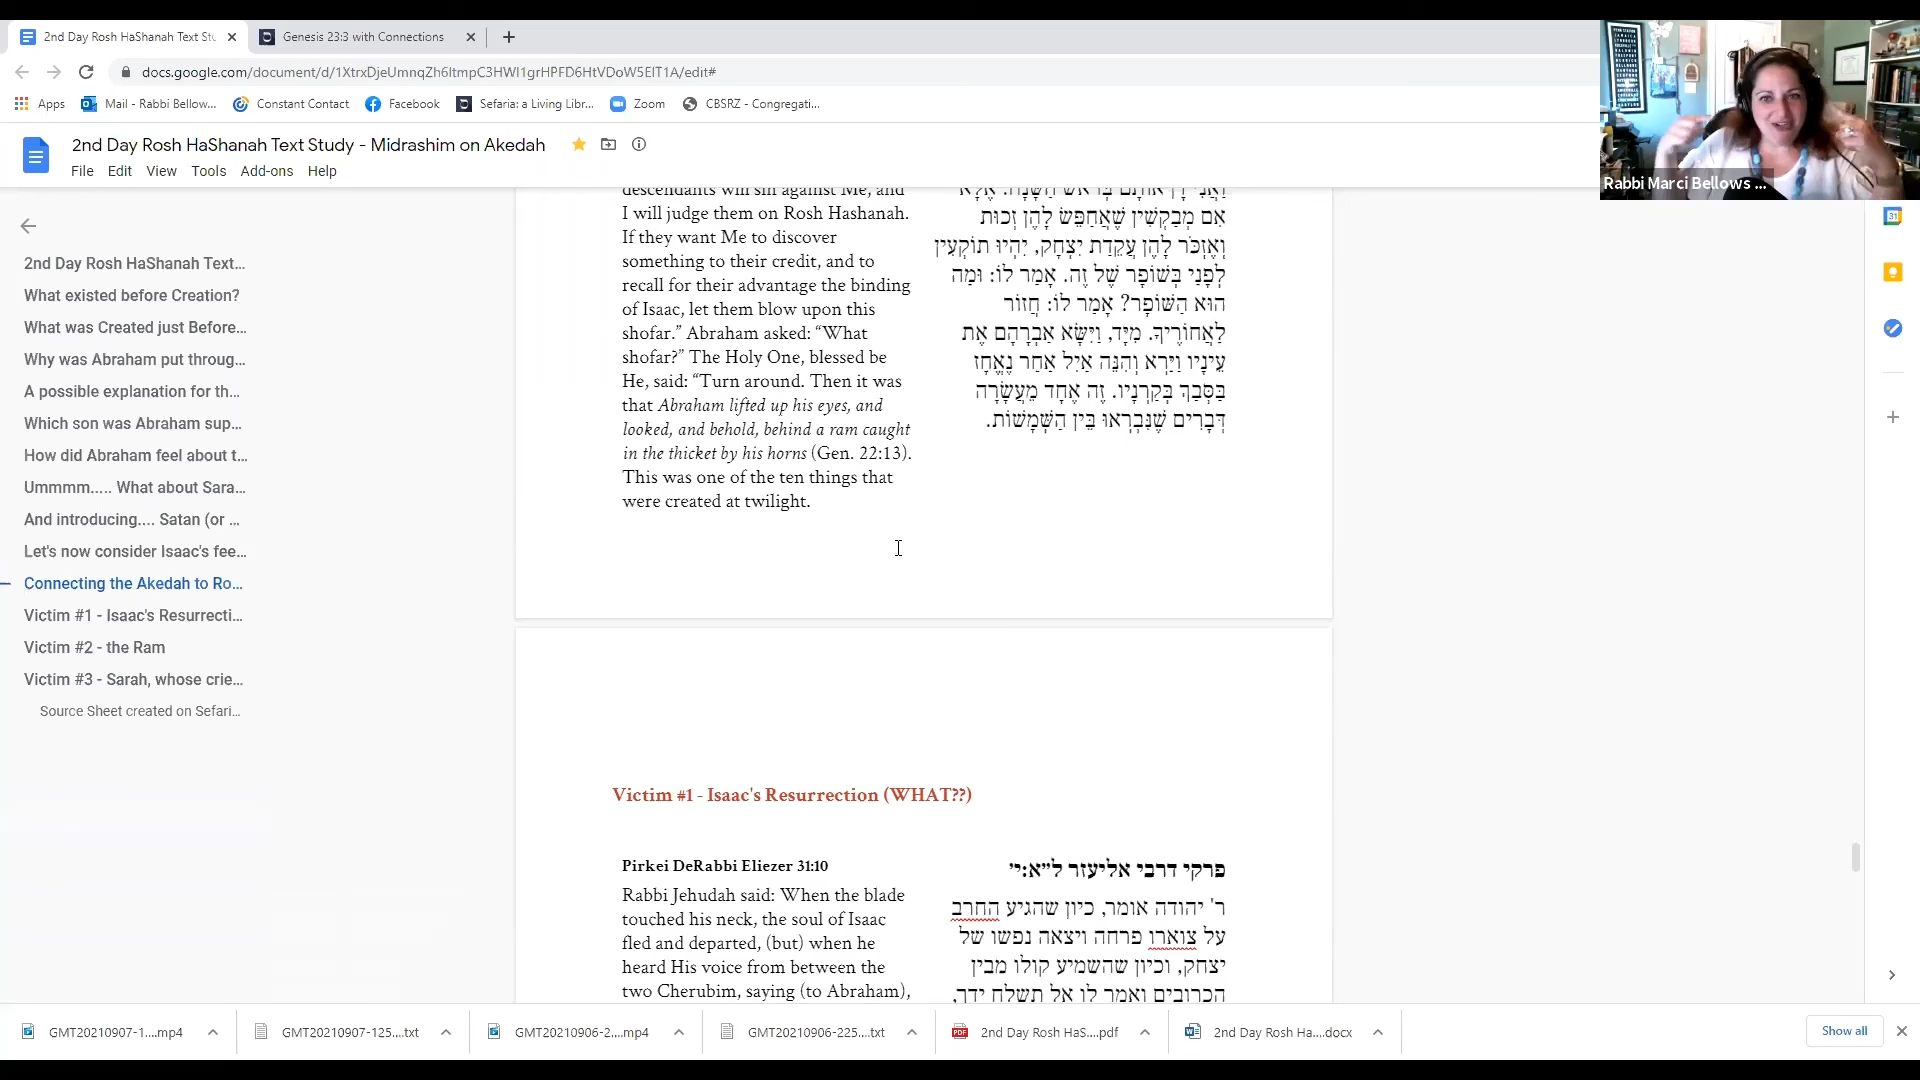 2nd Day Rosh HaShanah Text Stu
Genesis 23:3 with Connections
docs.google.com/document/d/1XtrxDjeUmnqZh6ItmpC3HWI1grHPFD6HtVDoW5EIT1A/edit#
Apps
Mail - Rabbi Bellow...
Constant Contact
Facebook
Sefaria: a Living Libr...
Zoom
CBSRZ - Congregati...
2nd Day Rosh HaShanah Text Study - Midrashim on Akedah
File Edit View Tools Add-ons Help
Rabbi Marci Bellows ...
2nd Day Rosh HaShanah Text...
What existed before Creation?
What was Created just Before...
Why was Abraham put throug...
A possible explanation for th...
Which son was Abraham sup...
How did Abraham feel about t...
Ummmm..... What about Sara...
And introducing.... Satan (or ...
Let's now consider Isaac's fee...
Connecting the Akedah to Ro...
Victim #1 - Isaac's Resurrecti...
Victim #2 - the Ram
Victim #3 - Sarah, whose crie...
Source Sheet created on Sefari...
descendants will sin against Me, and
I will judge them on Rosh Hashanah.
If they want Me to discover
something to their credit, and to
recall for their advantage the binding
of Isaac, let them blow upon this
shofar.” Abraham asked: “What
shofar?” The Holy One, blessed be
He, said: “Turn around. Then it was
that Abraham lifted up his eyes, and
looked, and behold, behind a ram caught
in the thicket by his horns (Gen. 22:13).
This was one of the ten things that
were created at twilight.
וַאֲנִי דָן אוֹתָם בְּרֹאשׁ הַשָּׁנָה. אֶלָּא
אִם מְבַקְשִׁין שֶׁאֲחַפֵּשׂ לָהֶן זְכוּת
וְאֶזְכֹּר לָהֶן עֲקֵדַת יִצְחָק, יִהְיוּ תוֹקְעִין
לְפָנַי בְּשׁוֹפָר שֶׁל זֶה. אָמַר לוֹ: וּמַה
הוּא הַשּׁוֹפָר? אָמַר לוֹ: חֲזוֹר
לַאֲחוֹרֶיךָ. מִיָּד, וַיִּשָּׂא אַבְרָהָם אֶת
עֵינָיו וַיַּרְא וְהִנֵּה אַיִל אַחַר נֶאֱחָז
בַּסְּבַךְ בְּקַרְנָיו. זֶה אֶחָד מֵעֲשָׂרָה
דְּבָרִים שֶׁנִּבְרְאוּ בֵּין הַשְּׁמָשׁוֹת.
Victim #1 - Isaac's Resurrection (WHAT??)
Pirkei DeRabbi Eliezer 31:10
Rabbi Jehudah said: When the blade
touched his neck, the soul of Isaac
fled and departed, (but) when he
heard His voice from between the
two Cherubim, saying (to Abraham),
פרקי דרבי אליעזר ל״א:י׳
ר' יהודה אומר, כיון שהגיע החרב
על צוארו פרחה ויצאה נפשו של
יצחק, וכיון שהשמיע קולו מבין
הכרובים ואמר לו אל תשלח ידך,
GMT20210907-1....mp4
GMT20210907-125....txt
GMT20210906-2....mp4
GMT20210906-225....txt
2nd Day Rosh HaS....pdf
2nd Day Rosh Ha....docx
Show all